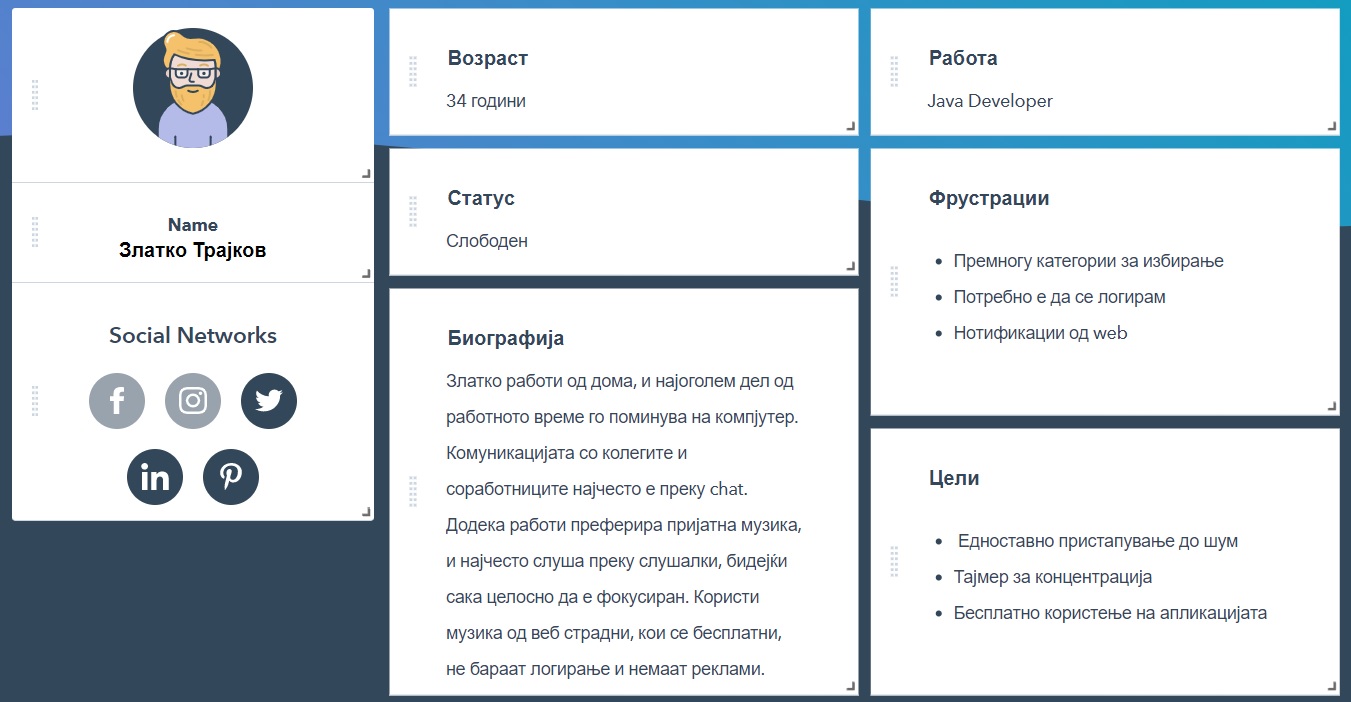 Name
Златко Трајков
Social Networks
in
Возраст
34 години
Статус
Слободен
Биографија
Златко работи од дома, и најоголем дел од
работното време го поминува на компјутер.
Комуникацијата со колегите и
соработниците најчесто е преку chat.
Додека работи преферира пријатна музика,
и најчесто слуша преку слушалки, бидејќи
сака целосно да е фокусиран. Користи
музика од веб страдни, кои се бесплатни,
не бараат логирање и немаат реклами.
Работа
Java Developer
Фрустрации
• Премногу категории за избирање
• Потребно е да се логирам
• Нотификации од web
Цели
• Едноставно пристапување до шум
• Тајмер за концентрација
• Бесплатно користење на апликацијата